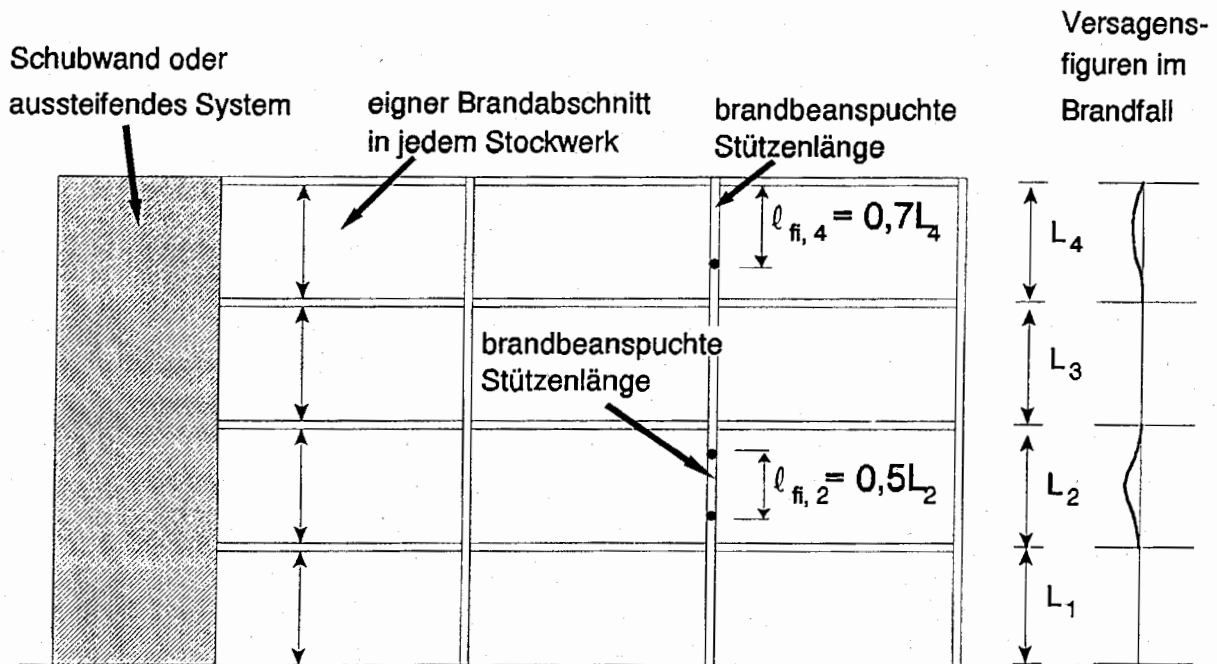 Schubwand oder
aussteifendes System
eigner Brandabschnitt
in jedem Stockwerk
brandbeanspuchte
Stützenlänge
Versagens-
figuren im
Brandfall
ℓ fi, 4 = 0,7L4
L4
brandbeanspuchte
Stützenlänge
L3
ℓ fi, 2 = 0,5L2
L2
L1